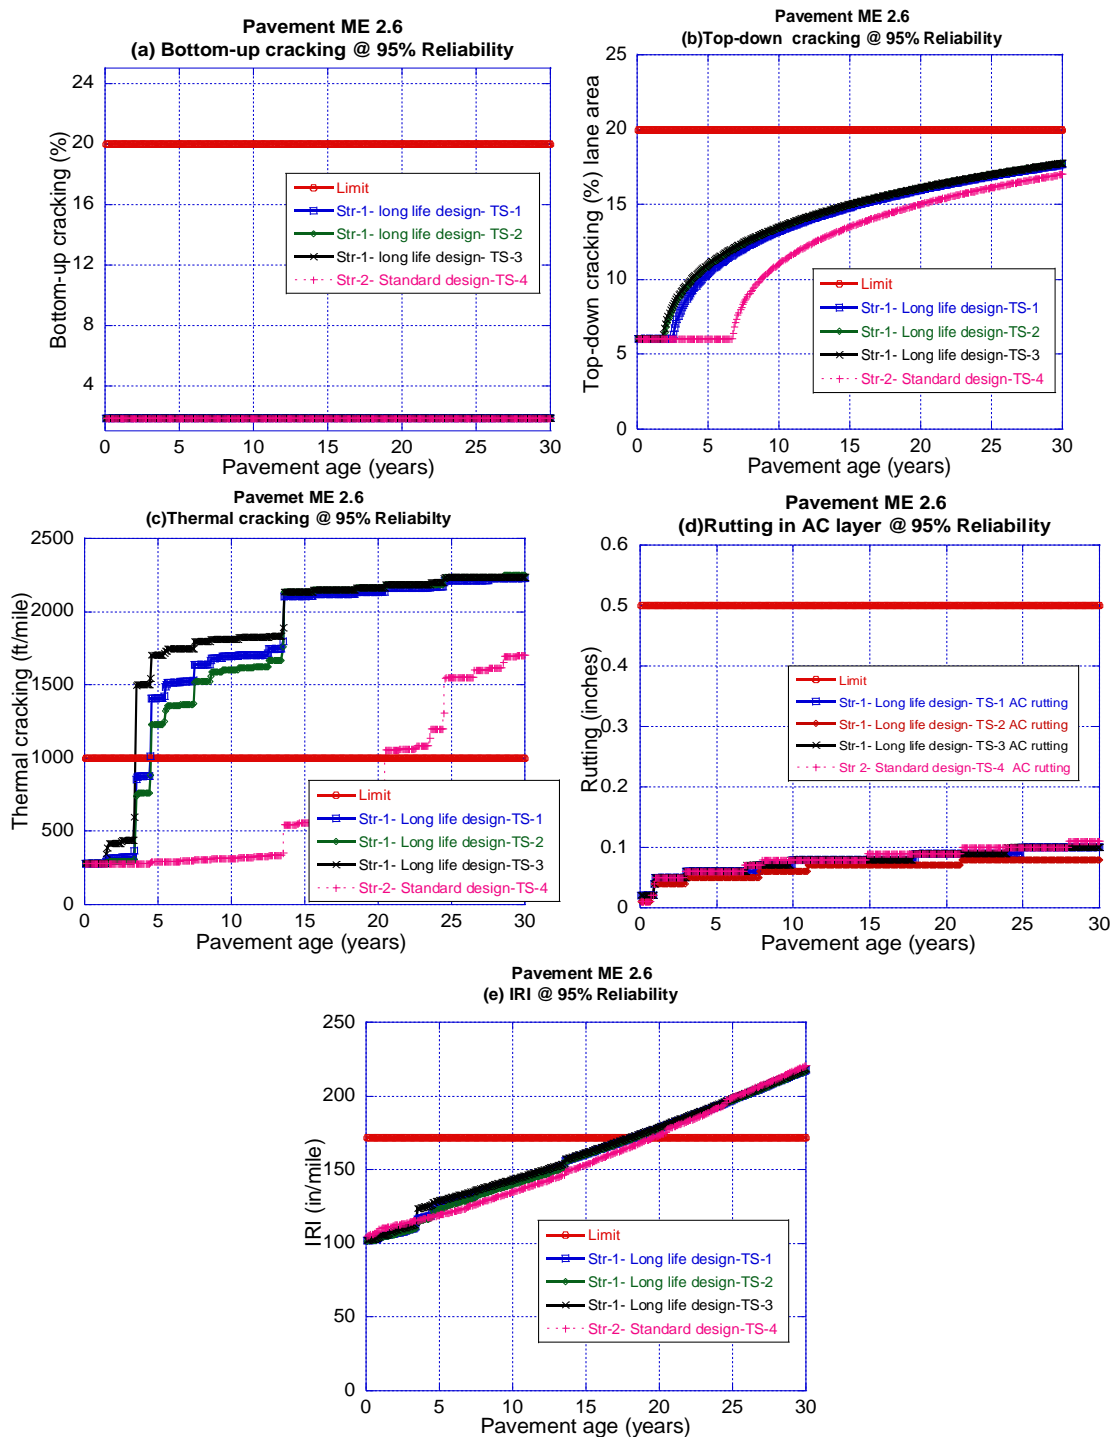 Pavement ME 2.6
(a) Bottom-up cracking @ 95% Reliability
Bottom-up cracking (%)
24
20
16
12
8
4
Limit
Str-1- long life design- TS-1
Str-1- long life design- TS-2
Str-1- long life design- TS-3
Str-2- Standard design-TS-4
0 5 10 15 20 25 30
Pavement age (years)
Pavement ME 2.6
(b)Top-down cracking @ 95% Reliability
Top-down cracking (%) lane area
25
20
15
10
5
0
Limit
Str-1- Long life design-TS-1
Str-1- Long life design-TS-2
Str-1- Long life design-TS-3
Str-2- Standard design-TS-4
0 5 10 15 20 25 30
Pavement age (years)
Pavemet ME 2.6
(c)Thermal cracking @ 95% Reliabilty
Thermal cracking (ft/mile)
2500
2000
1500
1000
500
0
Limit
Str-1- Long life design-TS-1
Str-1- Long life design-TS-2
Str-1- Long life design-TS-3
Str-2- Standard design-TS-4
0 5 10 15 20 25 30
Pavement age (years)
Pavement ME 2.6
(d)Rutting in AC layer @ 95% Reliability
Rutting (inches)
0.6
0.5
0.4
0.3
0.2
0.1
0
Limit
Str-1- Long life design- TS-1 AC rutting
Str-1- Long life design- TS-2 AC rutting
Str-1- Long life design- TS-3 AC rutting
Str 2- Standard design-TS-4 AC rutting
0 5 10 15 20 25 30
Pavement age (years)
Pavement ME 2.6
(e) IRI @ 95% Reliability
IRI (in/mile)
250
200
150
100
50
0
Limit
Str-1- Long life design-TS-1
Str-1- Long life design-TS-2
Str-1- Long life design-TS-3
Str-2- Standard design-TS-4
0 5 10 15 20 25 30
Pavement age (years)